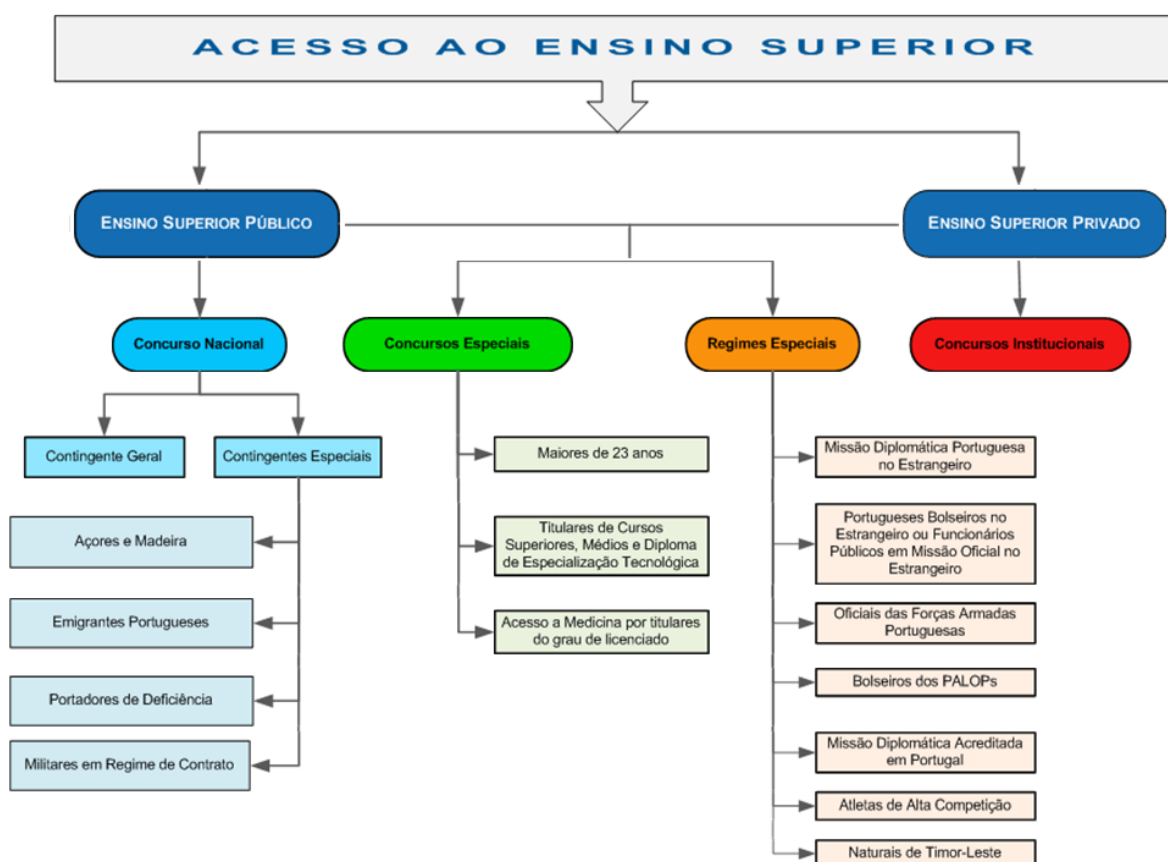 ACESSO AO ENSINO SUPERIOR
ENSINO SUPERIOR PÚBLICO
ENSINO SUPERIOR PRIVADO
Concurso Nacional
Concursos Especiais
Regimes Especiais
Concursos Institucionais
Contingente Geral
Contingentes Especiais
Açores e Madeira
Emigrantes Portugueses
Portadores de Deficiência
Militares em Regime de Contrato
Maiores de 23 anos
Titulares de Cursos
Superiores, Médios e Diploma
de Especialização Tecnológica
Acesso a Medicina por titulares
do grau de licenciado
Missão Diplomática Portuguesa
no Estrangeiro
Portugueses Bolseiros no
Estrangeiro ou Funcionários
Públicos em Missão Oficial no
Estrangeiro
Oficiais das Forças Armadas
Portuguesas
Bolseiros dos PALOPs
Missão Diplomática Acreditada
em Portugal
Atletas de Alta Competição
Naturais de Timor-Leste